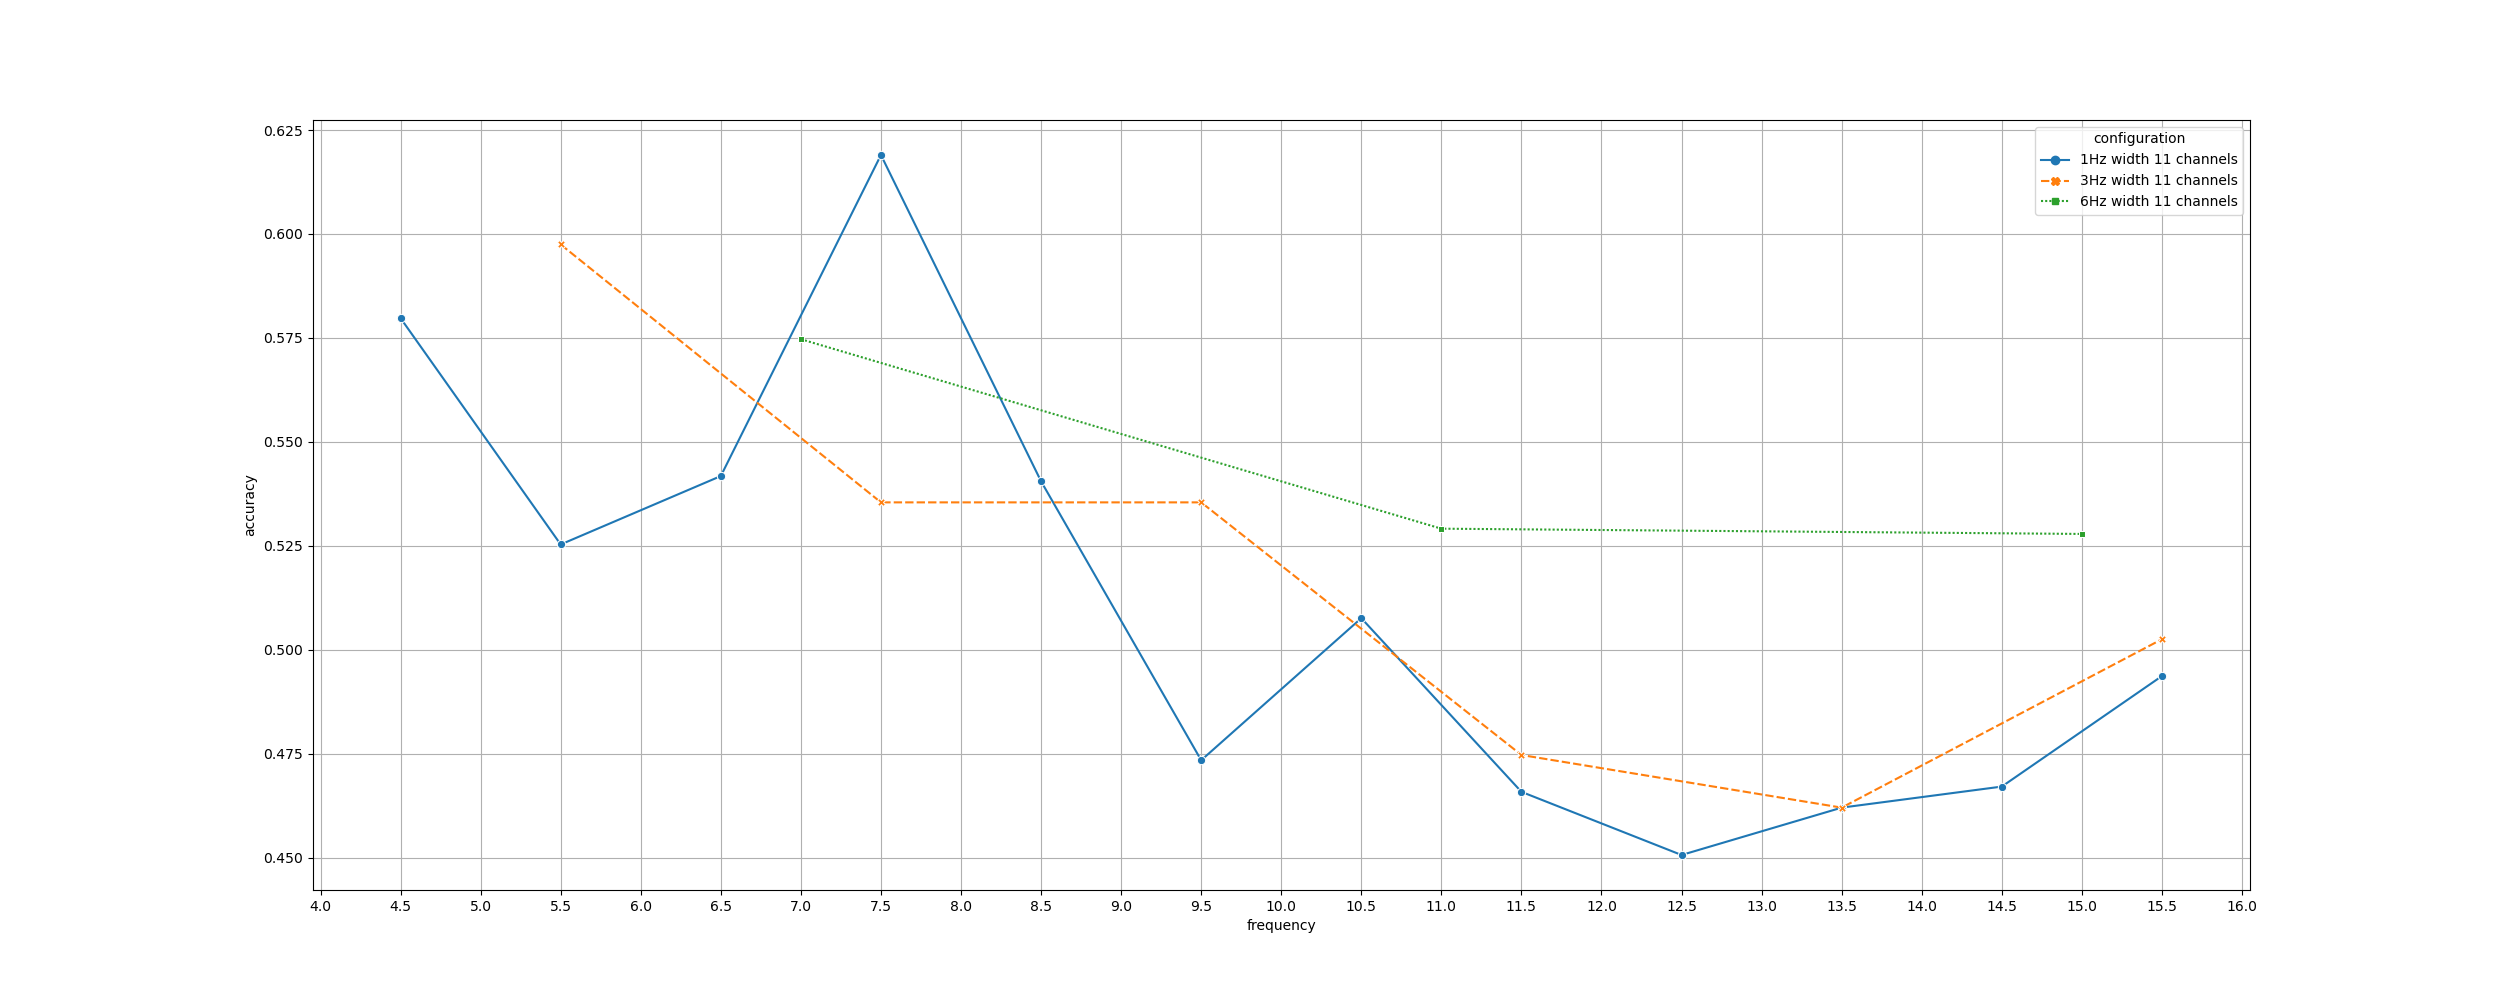 configuration
1Hz width 11 channels
3Hz width 11 channels
6Hz width 11 channels
accuracy
0.625
0.600
0.575
0.550
0.525
0.500
0.475
0.450
4.0 4.5 5.0 5.5 6.0 6.5 7.0 7.5 8.0 8.5 9.0 9.5 10.0 10.5 11.0 11.5 12.0 12.5 13.0 13.5 14.0 14.5 15.0 15.5 16.0
frequency